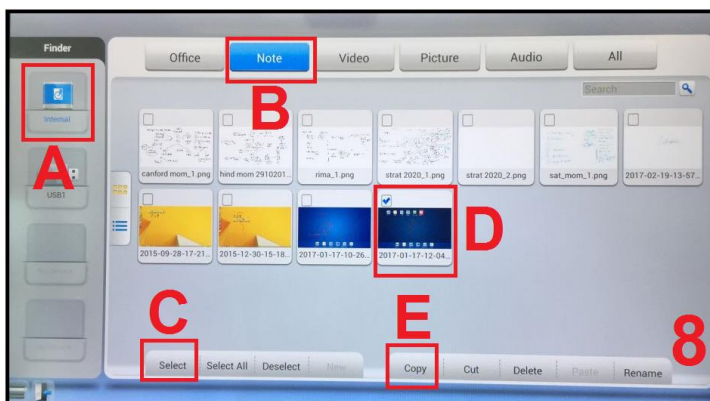 Finder
Office Note Video Picture Audio All
Search
Internal
A
B
canford mom_1.png hind mom 2910201... rima_1.png strat 2020_1.png strat 2020_2.png sat_mom_1.png 2017-02-19-13-57...
USB1
D
2015-09-28-17-21... 2015-12-30-15-18... 2017-01-17-10-26... 2017-01-17-12-04...
C
E
8
Select Select All Deselect New Copy Cut Delete Paste Rename